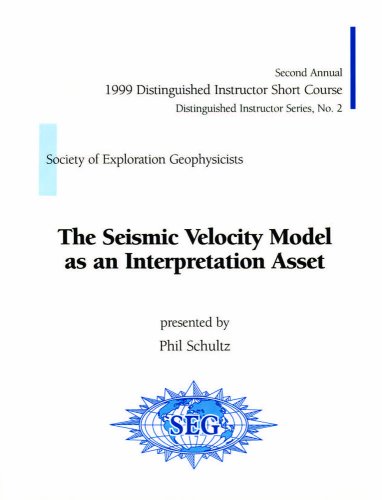 Second Annual
1999 Distinguished Instructor Short Course
Distinguished Instructor Series, No. 2
Society of Exploration Geophysicists
The Seismic Velocity Model
as an Interpretation Asset
presented by
Phil Schultz
SEG